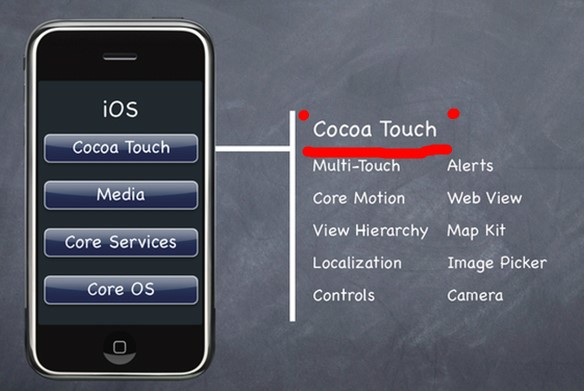 iOS
Cocoa Touch
Media
Core Services
Core OS
Cocoa Touch
Multi-Touch Alerts
Core Motion Web View
View Hierarchy Map Kit
Localization Image Picker
Controls Camera